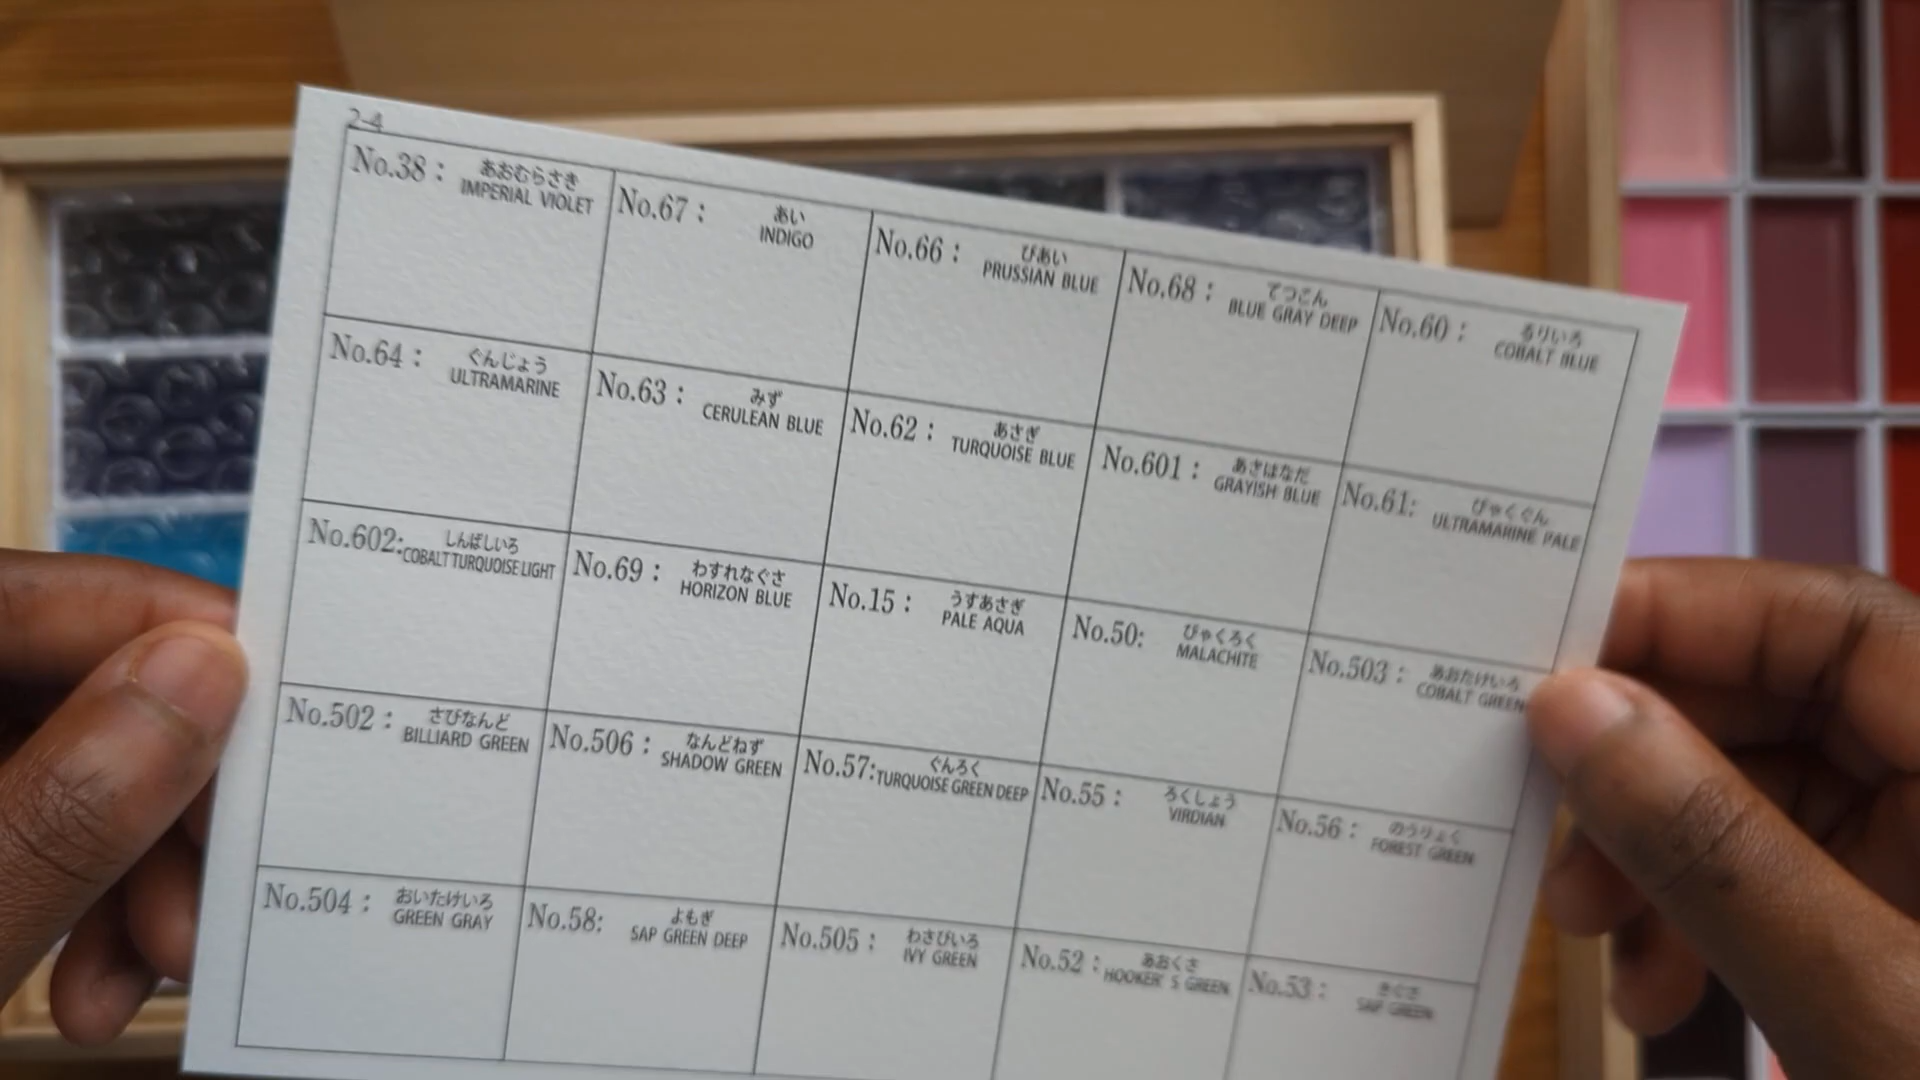 2-4
No.38 : あおむらさき
IMPERIAL VIOLET
No.67 : あい
INDIGO
No.66 : びあい
PRUSSIAN BLUE
No.68 : てつこん
BLUE GRAY DEEP
No.60 : るりいろ
COBALT BLUE
No.64 : ぐんじょう
ULTRAMARINE
No.63 : みず
CERULEAN BLUE
No.62 : あさぎ
TURQUOISE BLUE
No.601 : あさはなだ
GRAYISH BLUE
No.61: びゃくぐん
ULTRAMARINE PALE
No.602: しんばしいろ
COBALT TURQUOISE LIGHT
No.69 : わすれなぐさ
HORIZON BLUE
No.15 : うすあさぎ
PALE AQUA
No.50: びゃくろく
MALACHITE
No.503 : あおたけいろ
COBALT GREEN
No.502 : さびなんど
BILLIARD GREEN
No.506 : なんどねず
SHADOW GREEN
No.57: ぐんろく
TURQUOISE GREEN DEEP
No.55 : ろくしょう
VIRDIAN
No.56 : のうりょく
FOREST GREEN
No.504 : おいたけいろ
GREEN GRAY
No.58: よもぎ
SAP GREEN DEEP
No.505 : わさびいろ
IVY GREEN
No.52 : あおくさ
HOOKER' S GREEN
No.53 : きぐさ
SAP GREEN